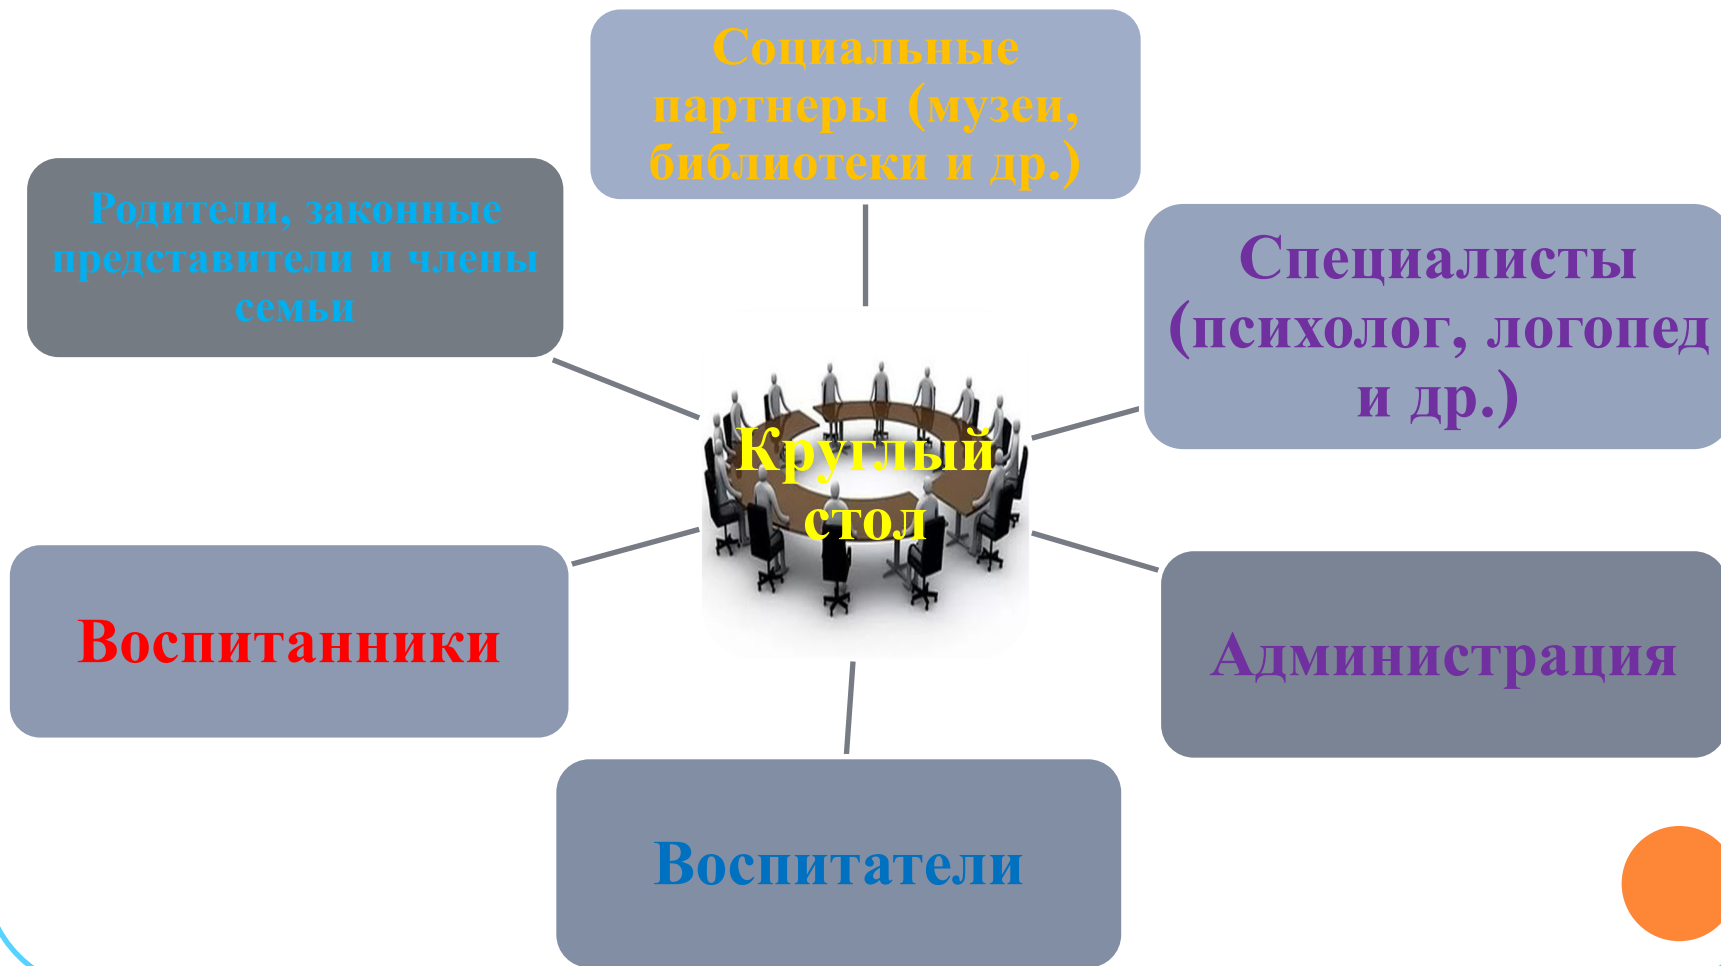 Социальные
партнеры (музеи,
библиотеки и др.)
Родители, законные
представители и члены
семьи
Специалисты
(психолог, логопед
и др.)
Круглый
стол
Воспитанники
Администрация
Воспитатели